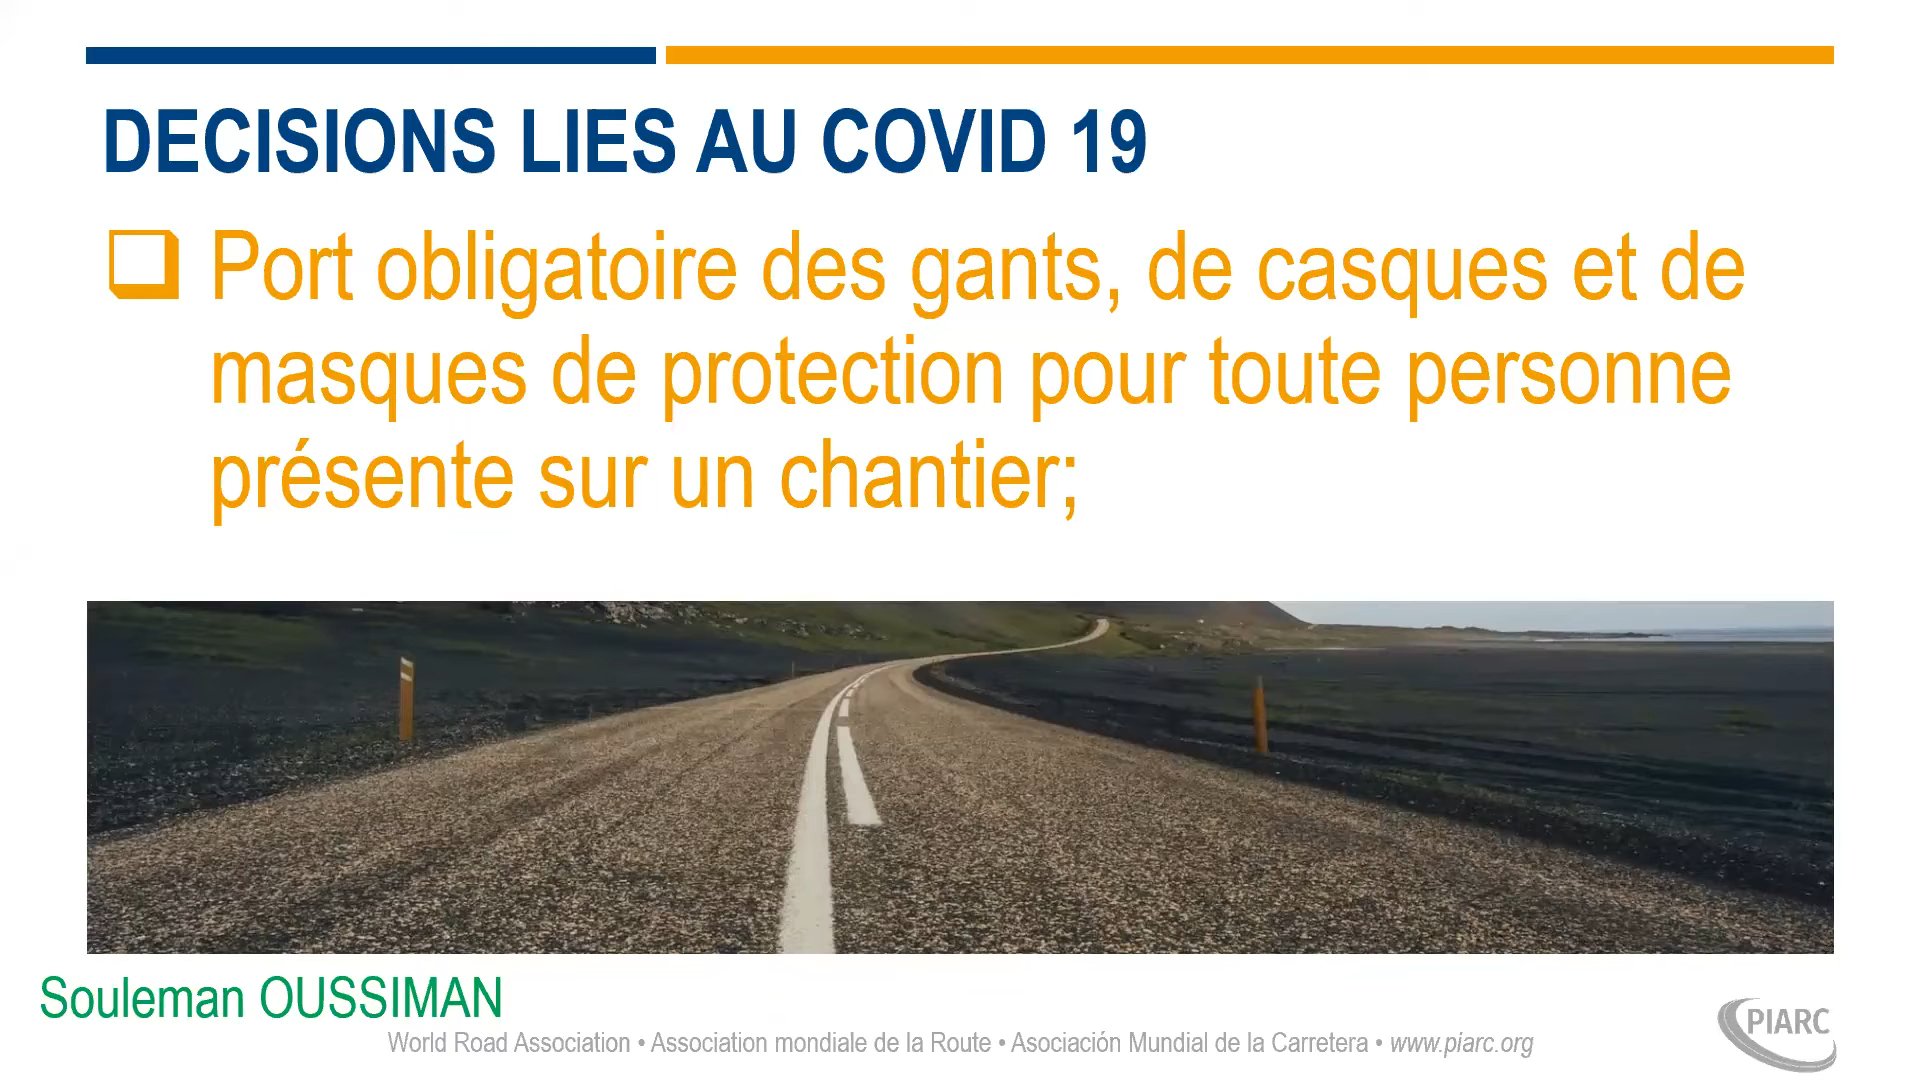 DECISIONS LIES AU COVID 19
❑ Port obligatoire des gants, de casques et de
masques de protection pour toute personne
présente sur un chantier;
Souleman OUSSIMAN
World Road Association • Association mondiale de la Route • Asociación Mundial de la Carretera • www.piarc.org
PIARC